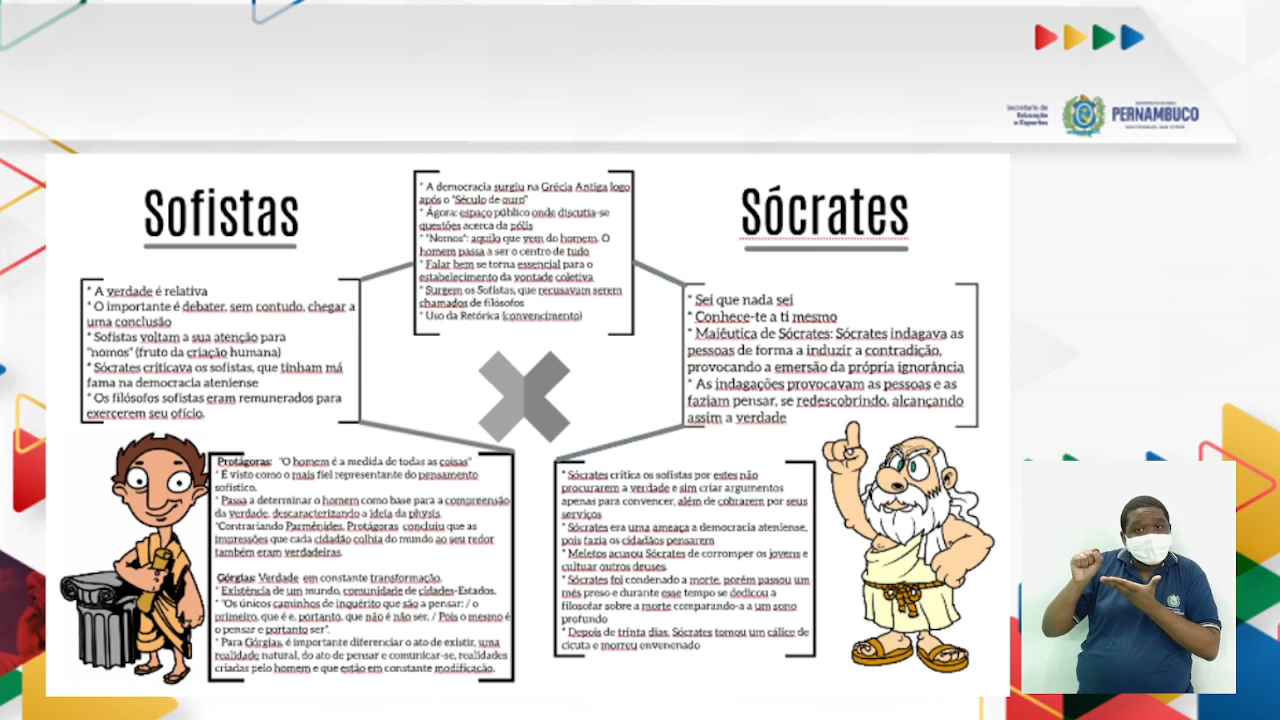 Secretaria de
Educação
e Esportes
PERNAMBUCO
Sofistas
* A verdade é relativa
* O importante é debater, sem contudo, chegar a
uma conclusão
* Sofistas voltam a sua atenção para
"nomos" (fruto da criação humana)
* Sócrates criticava os sofistas, que tinham má
fama na democracia ateniense
* Os filósofos sofistas eram remunerados para
exercerem seu ofício.
* A democracia surgiu na Grécia Antiga logo
após o "Século de ouro"
* Ágora: espaço público onde discutia-se
questões acerca da pólis
* "Nomos": aquilo que vem do homem. O
homem passa a ser o centro de tudo
* Falar bem se torna essencial para o
estabelecimento da vontade coletiva
* Surgem os Sofistas, que recusavam serem
chamados de filósofos
* Uso da Retórica (convencimento)
Sócrates
* Sei que nada sei
* Conhece-te a ti mesmo
* Maiêutica de Sócrates: Sócrates indagava as
pessoas de forma a induzir a contradição,
provocando a emersão da própria ignorância
* As indagações provocavam as pessoas e as
faziam pensar, se redescobrindo, alcançando
assim a verdade
Protágoras: "O homem é a medida de todas as coisas"
* É visto como o mais fiel representante do pensamento
sofístico.
* Passa a determinar o homem como base para a compreensão
da verdade, descaracterizando a ideia da physis.
*Contrariando Parmênides, Protágoras concluiu que as
impressões que cada cidadão colhia do mundo ao seu redor
também eram verdadeiras.
Górgias: Verdade em constante transformação.
* Existência de um mundo, comunidade de cidades-Estados.
* "Os únicos caminhos de inquérito que são a pensar: / o
primeiro, que é e, portanto, que não é não ser, / Pois o mesmo é
o pensar e portanto ser".
* Para Górgias, é importante diferenciar o ato de existir, uma
realidade natural, do ato de pensar e comunicar-se, realidades
criadas pelo homem e que estão em constante modificação.
* Sócrates critica os sofistas por estes não
procurarem a verdade e sim criar argumentos
apenas para convencer, além de cobrarem por seus
serviços
* Sócrates era uma ameaça a democracia ateniense,
pois fazia os cidadãos pensarem
* Meletos acusou Sócrates de corromper os jovens e
cultuar outros deuses.
* Sócrates foi condenado a morte, porém passou um
mês preso e durante esse tempo se dedicou a
filosofar sobre a morte comparando-a a um sono
profundo
* Depois de trinta dias, Sócrates tomou um cálice de
cicuta e morreu envenenado